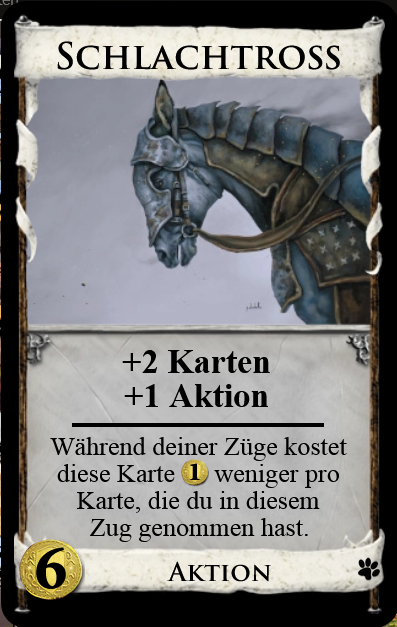 SCHLACHTROSS
+2 Karten
+1 Aktion
Während deiner Züge kostet
diese Karte 1 weniger pro
Karte, die du in diesem
Zug genommen hast.
6 AKTION